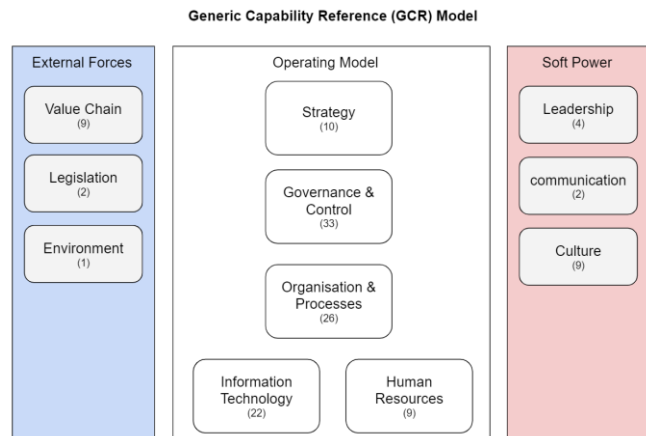 Generic Capability Reference (GCR) Model
External Forces
Value Chain
(9)
Legislation
(2)
Environment
(1)
Operating Model
Strategy
(10)
Governance &
Control
(33)
Organisation &
Processes
(26)
Information
Technology
(22)
Human
Resources
(9)
Soft Power
Leadership
(4)
communication
(2)
Culture
(9)